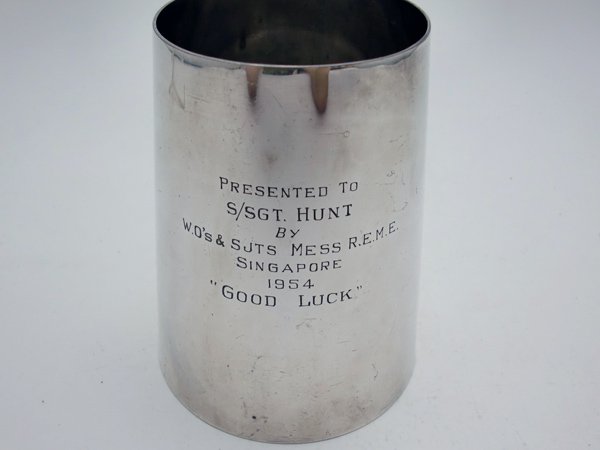 PRESENTED TO
S/SGT. HUNT
BY
W.O's & SJTS MESS R.E.M.E.
SINGAPORE
1954
"GOOD LUCK"